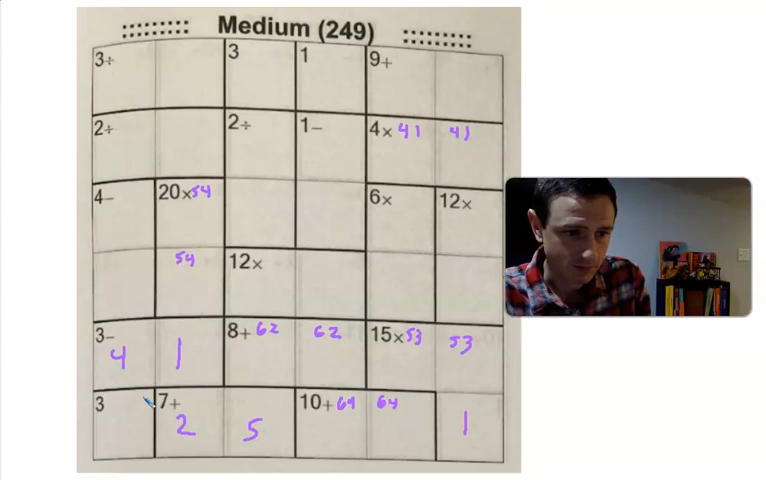 Medium (249)
3÷ 3 1 9+
2÷ 2÷ 1− 4× 41 41
4− 20× 54 6× 12×
54 12×
3− 8+ 62 62 15× 53 53
4 1
3 7+ 10+ 64 64
2 5 1